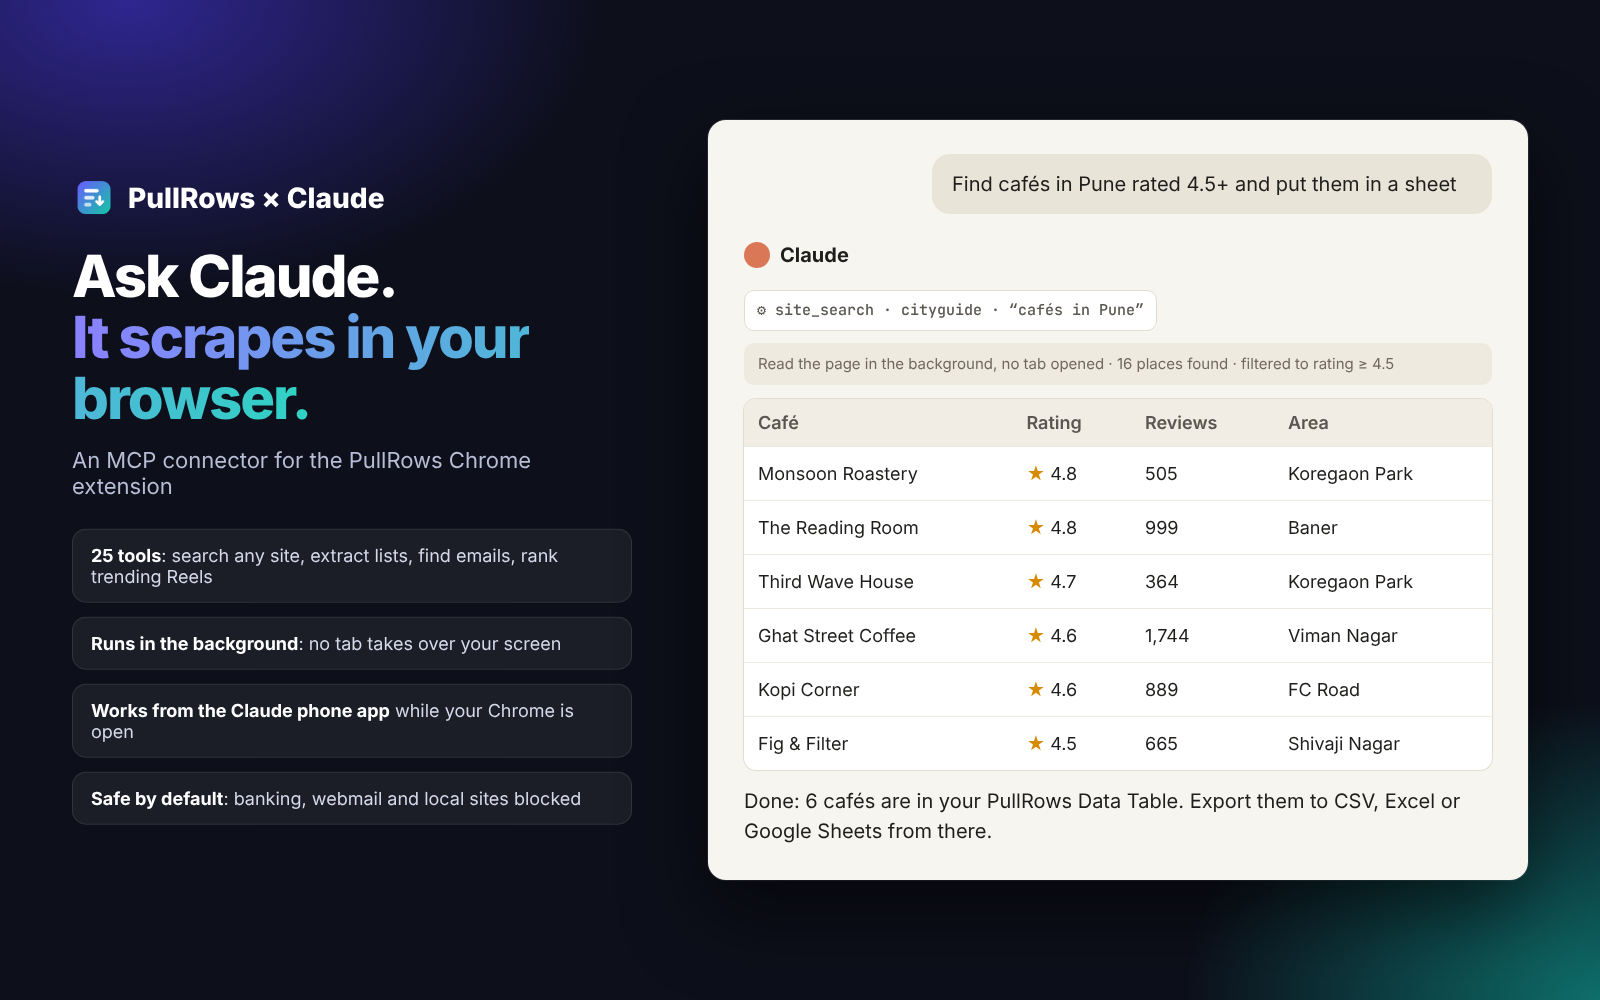 PullRows × Claude
Ask Claude.
It scrapes in your
browser.
An MCP connector for the PullRows Chrome
extension
25 tools: search any site, extract lists, find emails, rank
trending Reels
Runs in the background: no tab takes over your screen
Works from the Claude phone app while your Chrome is
open
Safe by default: banking, webmail and local sites blocked
Find cafés in Pune rated 4.5+ and put them in a sheet
Claude
⚙ site_search · cityguide · “cafés in Pune”
Read the page in the background, no tab opened · 16 places found · filtered to rating ≥ 4.5
Café Rating Reviews Area
Monsoon Roastery ★ 4.8 505 Koregaon Park
The Reading Room ★ 4.8 999 Baner
Third Wave House ★ 4.7 364 Koregaon Park
Ghat Street Coffee ★ 4.6 1,744 Viman Nagar
Kopi Corner ★ 4.6 889 FC Road
Fig & Filter ★ 4.5 665 Shivaji Nagar
Done: 6 cafés are in your PullRows Data Table. Export them to CSV, Excel or
Google Sheets from there.